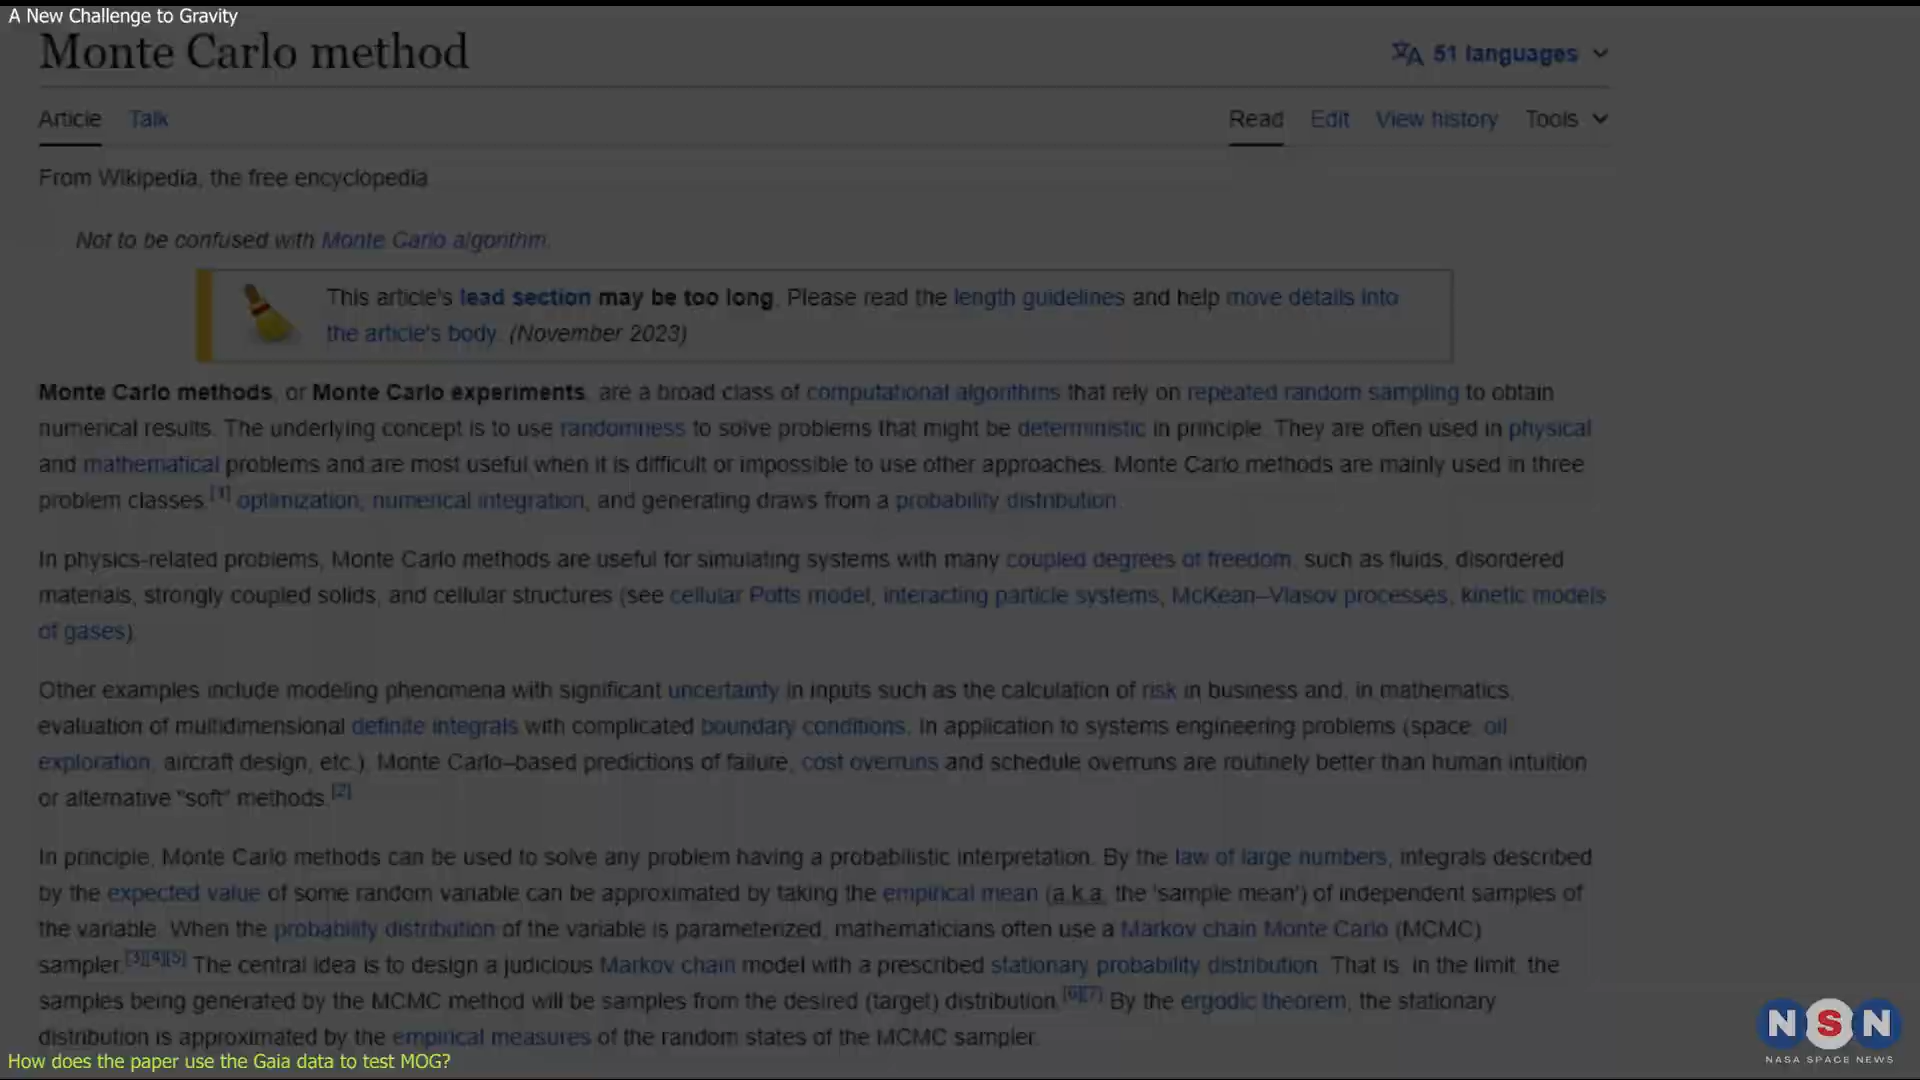 A New Challenge to Gravity
Monte Carlo method
51 languages
Article Talk Read Edit View history Tools
From Wikipedia, the free encyclopedia
Not to be confused with Monte Carlo algorithm.
This article's lead section may be too long. Please read the length guidelines and help move details into
the article's body. (November 2023)
Monte Carlo methods, or Monte Carlo experiments, are a broad class of computational algorithms that rely on repeated random sampling to obtain
numerical results. The underlying concept is to use randomness to solve problems that might be deterministic in principle. They are often used in physical
and mathematical problems and are most useful when it is difficult or impossible to use other approaches. Monte Carlo methods are mainly used in three
problem classes:[1] optimization, numerical integration, and generating draws from a probability distribution.
In physics-related problems, Monte Carlo methods are useful for simulating systems with many coupled degrees of freedom, such as fluids, disordered
materials, strongly coupled solids, and cellular structures (see cellular Potts model, interacting particle systems, McKean–Vlasov processes, kinetic models
of gases).
Other examples include modeling phenomena with significant uncertainty in inputs such as the calculation of risk in business and, in mathematics,
evaluation of multidimensional definite integrals with complicated boundary conditions. In application to systems engineering problems (space, oil
exploration, aircraft design, etc.), Monte Carlo–based predictions of failure, cost overruns and schedule overruns are routinely better than human intuition
or alternative "soft" methods.[2]
In principle, Monte Carlo methods can be used to solve any problem having a probabilistic interpretation. By the law of large numbers, integrals described
by the expected value of some random variable can be approximated by taking the empirical mean (a.k.a. the 'sample mean') of independent samples of
the variable. When the probability distribution of the variable is parameterized, mathematicians often use a Markov chain Monte Carlo (MCMC)
sampler.[3][4][5] The central idea is to design a judicious Markov chain model with a prescribed stationary probability distribution. That is, in the limit, the
samples being generated by the MCMC method will be samples from the desired (target) distribution.[6][7] By the ergodic theorem, the stationary
distribution is approximated by the empirical measures of the random states of the MCMC sampler.
How does the paper use the Gaia data to test MOG?
NSN
NASA SPACE NEWS